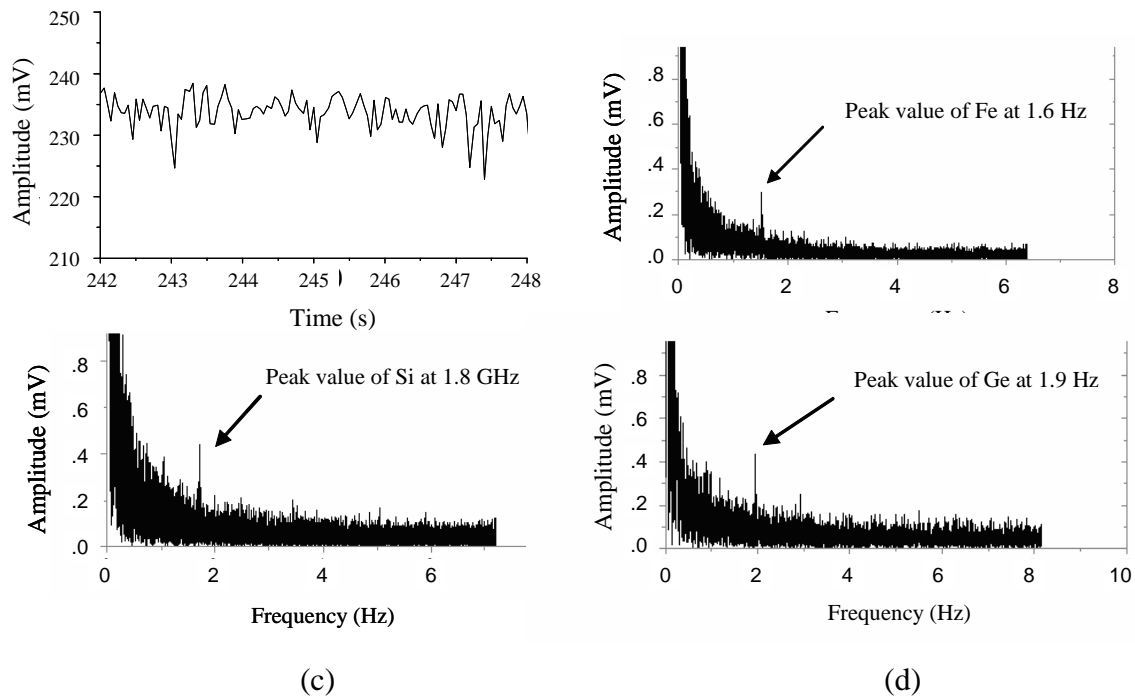 250
240
230
220
210
Amplitude (mV)
242 243 244 245 246 247 248
Time (s)
.8
.6
.4
.2
.0
Amplitude (mV)
Peak value of Fe at 1.6 Hz
0 2 4 6 8
.8
.6
.4
.2
.0
Amplitude (mV)
Peak value of Si at 1.8 GHz
0 2 4 6
Frequency (Hz)
(c)
.8
.6
.4
.2
.0
Amplitude (mV)
Peak value of Ge at 1.9 Hz
0 2 4 6 8 10
Frequency (Hz)
(d)